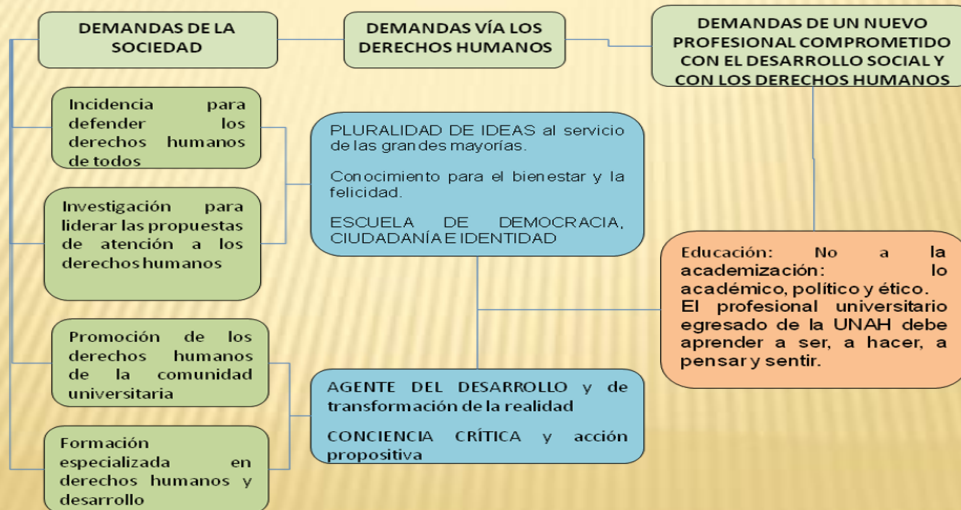 DEMANDAS DE LA
SOCIEDAD
DEMANDAS VÍA LOS
DERECHOS HUMANOS
DEMANDAS DE UN NUEVO
PROFESIONAL COMPROMETIDO
CON EL DESARROLLO SOCIAL Y
CON LOS DERECHOS HUMANOS
Incidencia para
defender los
derechos humanos
de todos
Investigación para
liderar las propuestas
de atención a los
derechos humanos
Promoción de los
derechos humanos
de la comunidad
universitaria
Formación
especializada en
derechos humanos y
desarrollo
PLURALIDAD DE IDEAS al servicio
de las grandes mayorías.
Conocimiento para el bienestar y la
felicidad.
ESCUELA DE DEMOCRACIA,
CIUDADANÍA E IDENTIDAD
AGENTE DEL DESARROLLO y de
transformación de la realidad
CONCIENCIA CRÍTICA y acción
propositiva
Educación: No a la
academización: lo
académico, político y ético.
El profesional universitario
egresado de la UNAH debe
aprender a ser, a hacer, a
pensar y sentir.